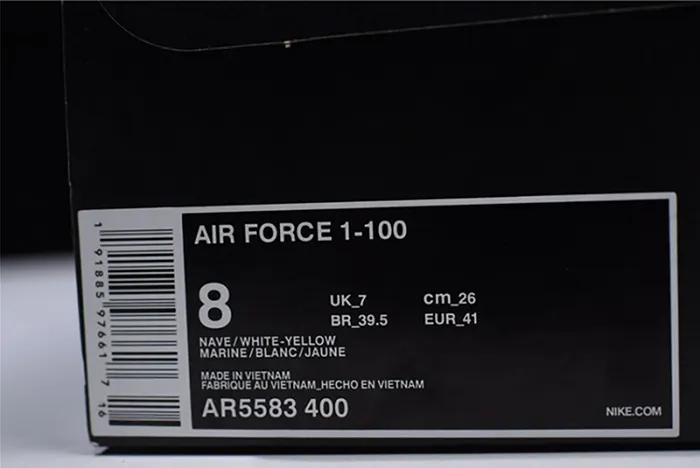 AIR FORCE 1-100
8
UK_7 cm_26
BR_39.5 EUR_41
NAVE/WHITE-YELLOW
MARINE/BLANC/JAUNE
MADE IN VIETNAM
FABRIQUE AU VIETNAM_HECHO EN VIETNAM
AR5583 400
NIKE.COM
1 91885 97661 7
16